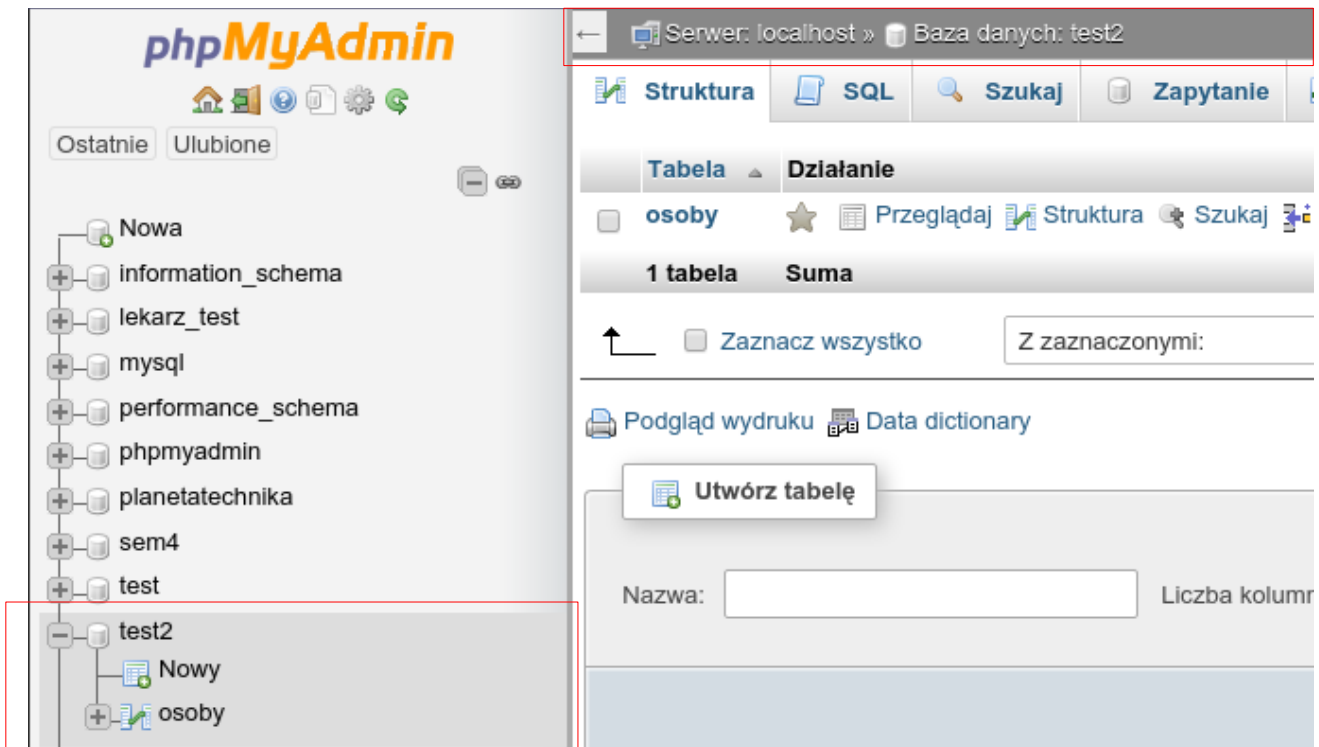 phpMyAdmin
Ostatnie Ulubione
Nowa
information_schema
lekarz_test
mysql
performance_schema
phpmyadmin
planetatechnika
sem4
test
test2
Nowy
osoby
← Serwer: localhost » Baza danych: test2
Struktura SQL Szukaj Zapytanie
Tabela Działanie
osoby Przeglądaj Struktura Szukaj
1 tabela Suma
Zaznacz wszystko Z zaznaczonymi:
Podgląd wydruku Data dictionary
Utwórz tabelę
Nazwa: Liczba